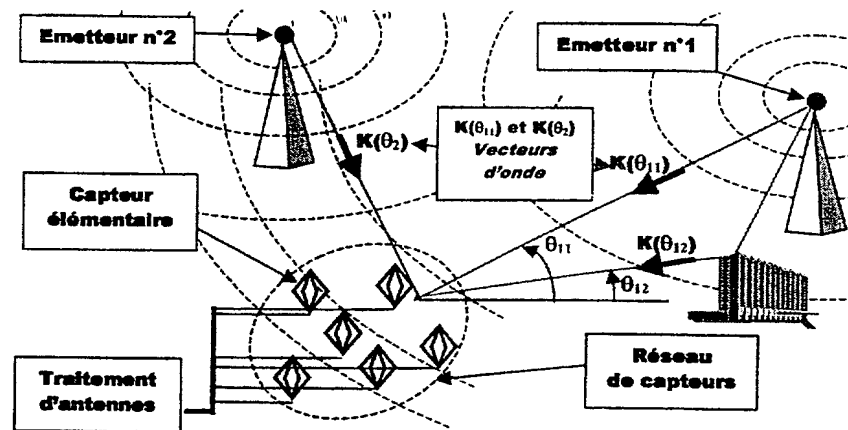 Emetteur n°2
Emetteur n°1
K(θ₁₁) et K(θ₂)
Vecteurs
d'onde
K(θ₂)
K(θ₁₁)
Capteur
élémentaire
K(θ₁₂)
θ₁₁
θ₁₂
Réseau
de capteurs
Traitement
d'antennes